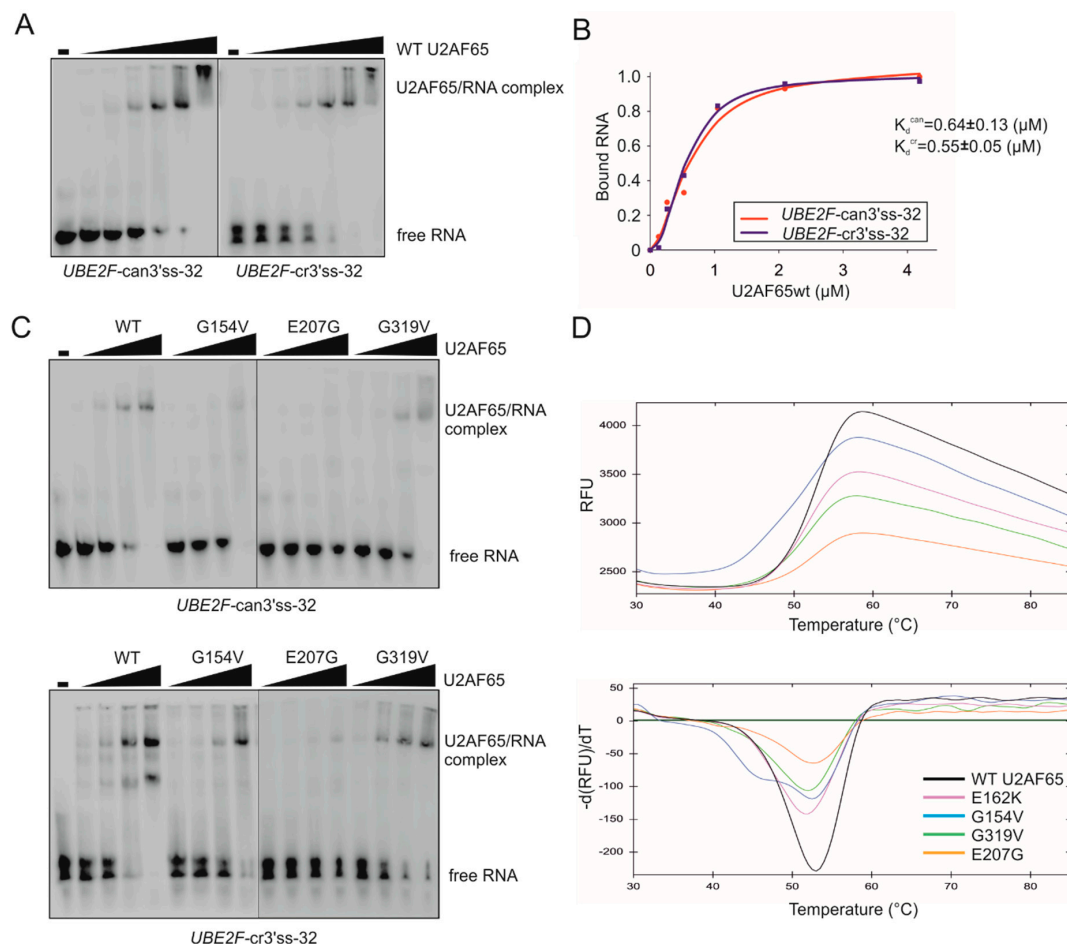 A
WT U2AF65
U2AF65/RNA complex
free RNA
UBE2F-can3'ss-32
UBE2F-cr3'ss-32
B
Bound RNA
1.0
0.8
0.6
0.4
0.2
0
0
1
2
3
4
U2AF65wt (µM)
UBE2F-can3'ss-32
UBE2F-cr3'ss-32
Kdcan=0.64±0.13 (µM)
Kdcr=0.55±0.05 (µM)
C
WT
G154V
E207G
G319V
U2AF65
U2AF65/RNA
complex
free RNA
UBE2F-can3'ss-32
WT
G154V
E207G
G319V
U2AF65
U2AF65/RNA
complex
free RNA
UBE2F-cr3'ss-32
D
RFU
4000
3500
3000
2500
30
40
50
60
70
80
Temperature (°C)
-d(RFU)/dT
50
0
-50
-100
-150
-200
30
40
50
60
70
80
Temperature (°C)
WT U2AF65
E162K
G154V
G319V
E207G